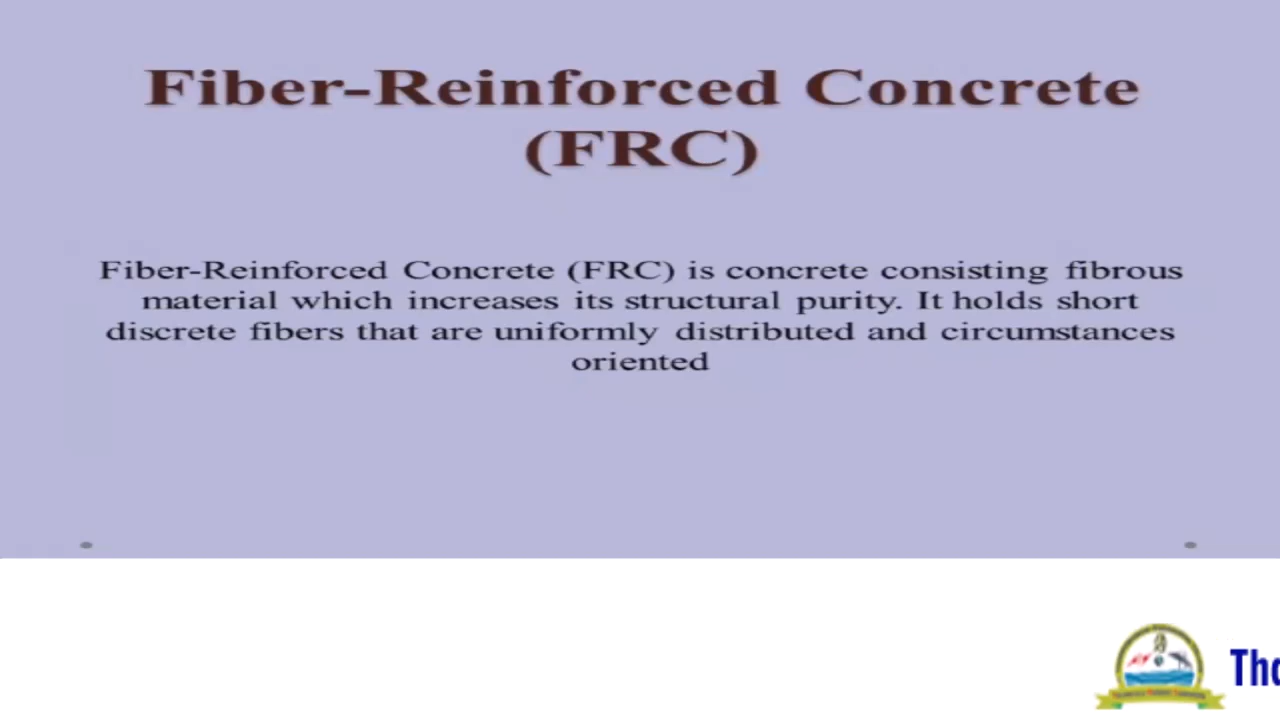 Fiber-Reinforced Concrete
(FRC)
Fiber-Reinforced Concrete (FRC) is concrete consisting fibrous
material which increases its structural purity. It holds short
discrete fibers that are uniformly distributed and circumstances
oriented